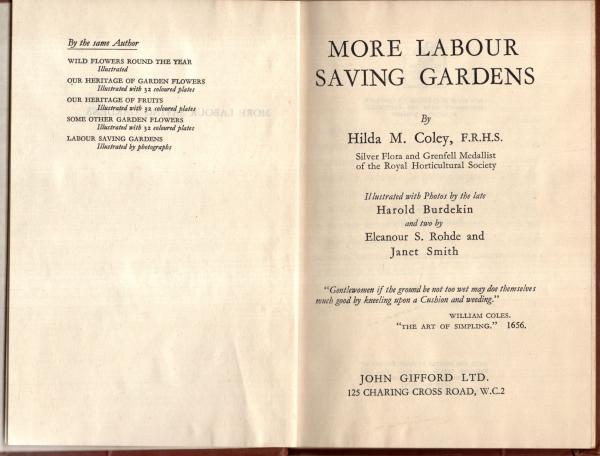 By the same Author
WILD FLOWERS ROUND THE YEAR
Illustrated
OUR HERITAGE OF GARDEN FLOWERS
Illustrated with 32 coloured plates
OUR HERITAGE OF FRUITS
Illustrated with 32 coloured plates
SOME OTHER GARDEN FLOWERS
Illustrated with 32 coloured plates
LABOUR SAVING GARDENS
Illustrated by photographs
MORE LABOUR
SAVING GARDENS
By
Hilda M. Coley, F.R.H.S.
Silver Flora and Grenfell Medallist
of the Royal Horticultural Society
Illustrated with Photos by the late
Harold Burdekin
and two by
Eleanour S. Rohde and
Janet Smith
"Gentlewomen if the ground be not too wet may doe themselves
much good by kneeling upon a Cushion and weeding."
WILLIAM COLES.
"THE ART OF SIMPLING." 1656.
JOHN GIFFORD LTD.
125 CHARING CROSS ROAD, W.C.2